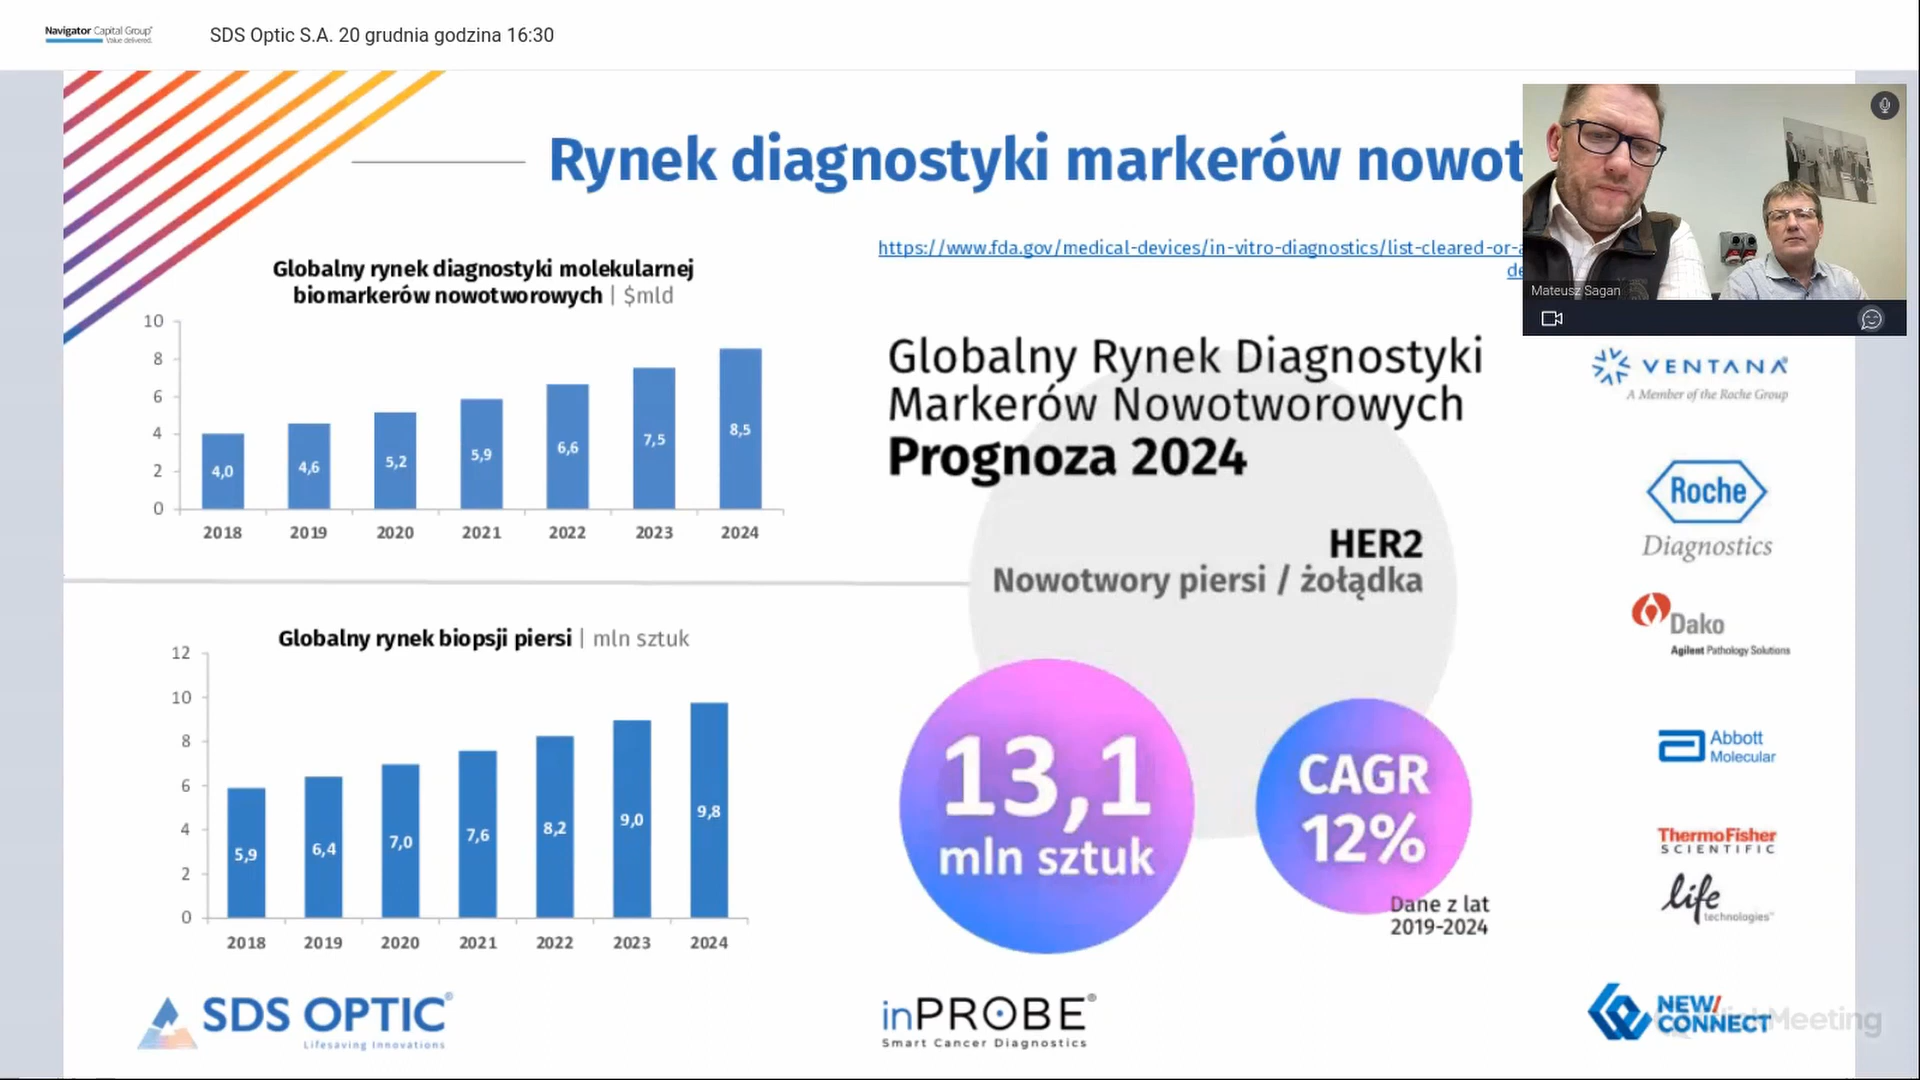 Navigator Capital Group
Value delivered.
SDS Optic S.A. 20 grudnia godzina 16:30
Rynek diagnostyki markerów nowot
https://www.fda.gov/medical-devices/in-vitro-diagnostics/list-cleared-or-a
de
Mateusz Sagan
Globalny rynek diagnostyki molekularnej
biomarkerów nowotworowych | $mld
10
8
6
4
2
0
4,0
4,6
5,2
5,9
6,6
7,5
8,5
2018 2019 2020 2021 2022 2023 2024
Globalny rynek biopsji piersi | mln sztuk
12
10
8
6
4
2
0
5,9
6,4
7,0
7,6
8,2
9,0
9,8
2018 2019 2020 2021 2022 2023 2024
Globalny Rynek Diagnostyki
Markerów Nowotworowych
Prognoza 2024
HER2
Nowotwory piersi / żołądka
13,1
mln sztuk
CAGR
12%
Dane z lat
2019-2024
VENTANA®
A Member of the Roche Group
Roche
Diagnostics
Dako
Agilent Pathology Solutions
Abbott
Molecular
ThermoFisher
SCIENTIFIC
life
technologies™
SDS OPTIC®
Lifesaving Innovations
inPROBE®
Smart Cancer Diagnostics
NEW/
CONNECT
Meeting